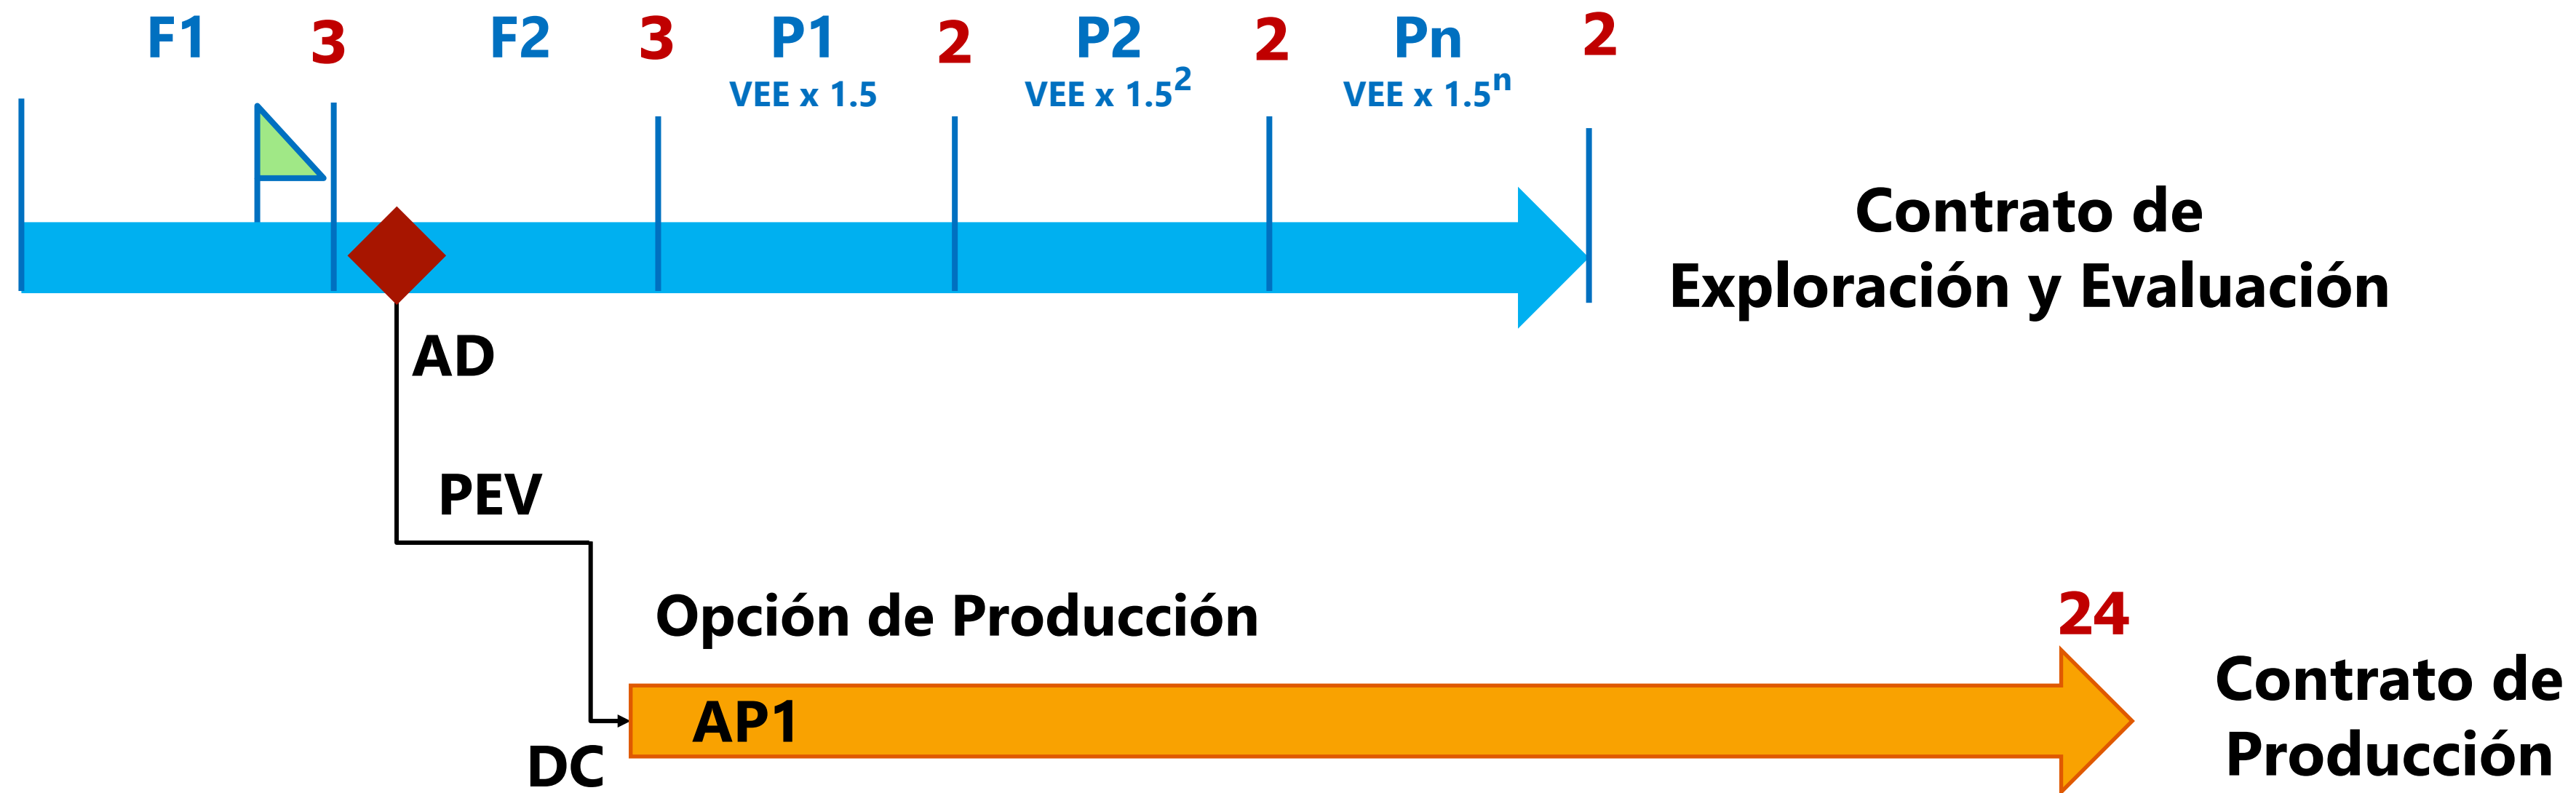 F1 3 F2 3 P1 2 P2 2 Pn 2
VEE x 1.5 VEE x 1.5² VEE x 1.5ⁿ
Contrato de
Exploración y Evaluación
AD
PEV
Opción de Producción
24
AP1
DC
Contrato de
Producción